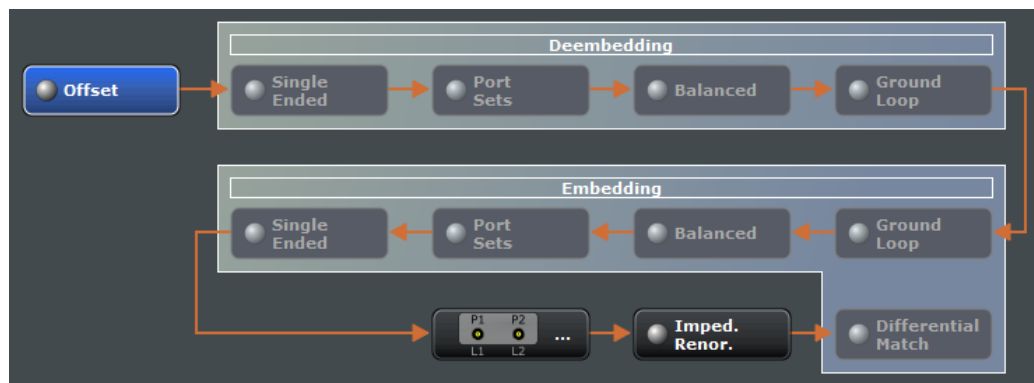 Deembedding
Offset
Single
Ended
Port
Sets
Balanced
Ground
Loop
Embedding
Single
Ended
Port
Sets
Balanced
Ground
Loop
P1 P2
...
L1 L2
Imped.
Renor.
Differential
Match